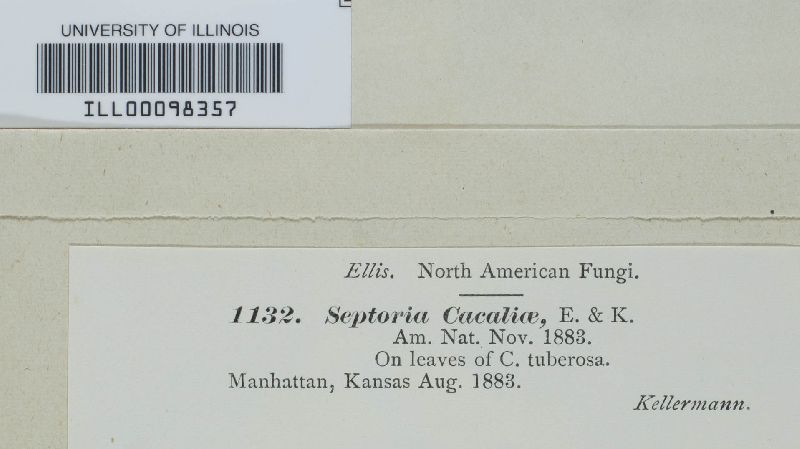 UNIVERSITY OF ILLINOIS
ILL00098357
Ellis. North American Fungi.
1132. Septoria Cacaliæ, E. & K.
Am. Nat. Nov. 1883.
On leaves of C. tuberosa.
Manhattan, Kansas Aug. 1883.
Kellermann.